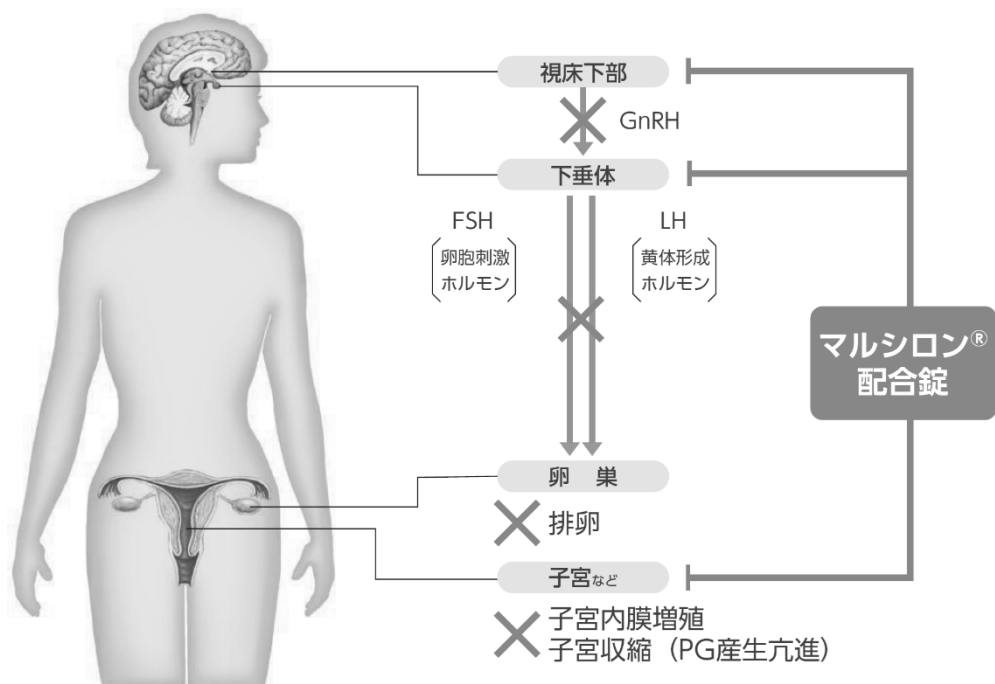 視床下部
GnRH
下垂体
FSH
卵胞刺激
ホルモン
LH
黄体形成
ホルモン
マルシロン®
配合錠
卵 巣
排卵
子宮など
子宮内膜増殖
子宮収縮（PG産生亢進）